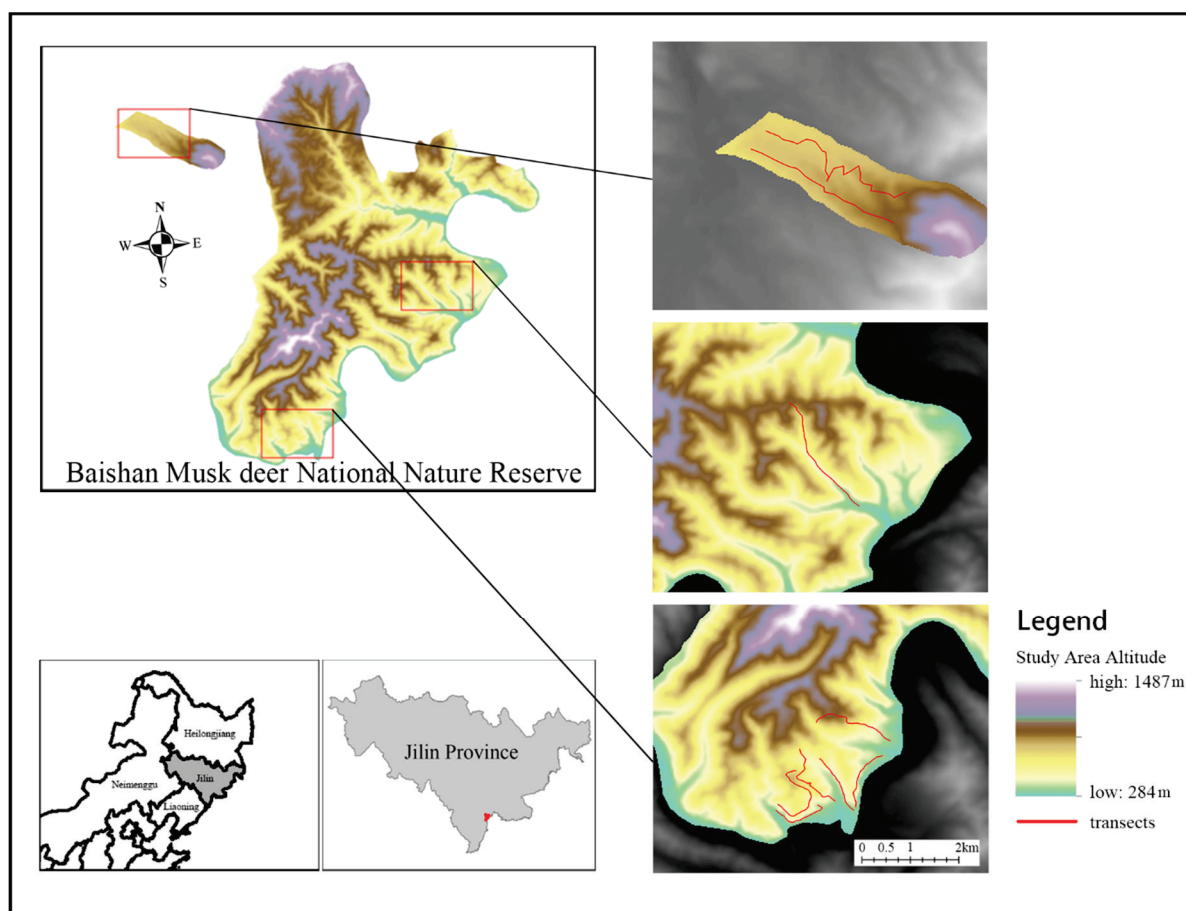 N
W E
S
Baishan Musk deer National Nature Reserve
Heilongjiang
Jilin
Neimenggu
Liaoning
Jilin Province
Legend
Study Area Altitude
high: 1487m
low: 284m
transects
0 0.5 1 2km